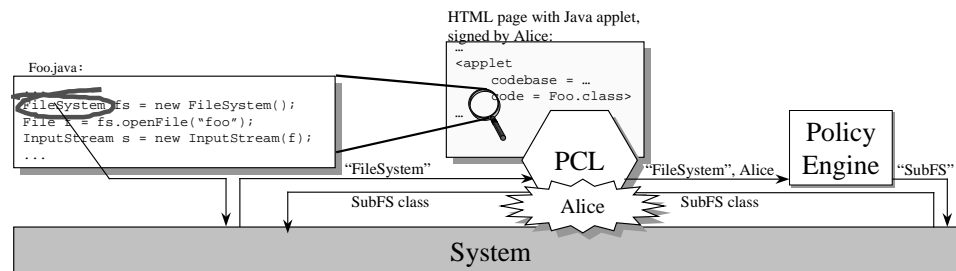 HTML page with Java applet,
signed by Alice:
…
<applet
codebase = …
code = Foo.class>
…
Foo.java:
...
FileSystem fs = new FileSystem();
File f = fs.openFile(“foo”);
InputStream s = new InputStream(f);
...
PCL
Policy
Engine
“FileSystem”
“FileSystem”, Alice
“SubFS”
SubFS class
Alice
SubFS class
System